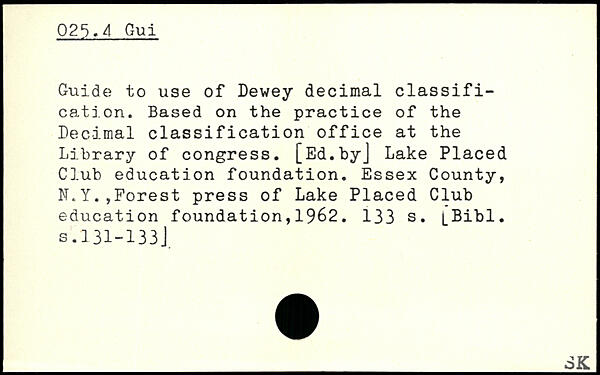 025.4 Gui
Guide to use of Dewey decimal classifi-
cation. Based on the practice of the
Decimal classification office at the
Library of congress. [Ed.by] Lake Placed
Club education foundation. Essex County,
N.Y.,Forest press of Lake Placed Club
education foundation,1962. 133 s. [Bibl.
s.131-133]
SK